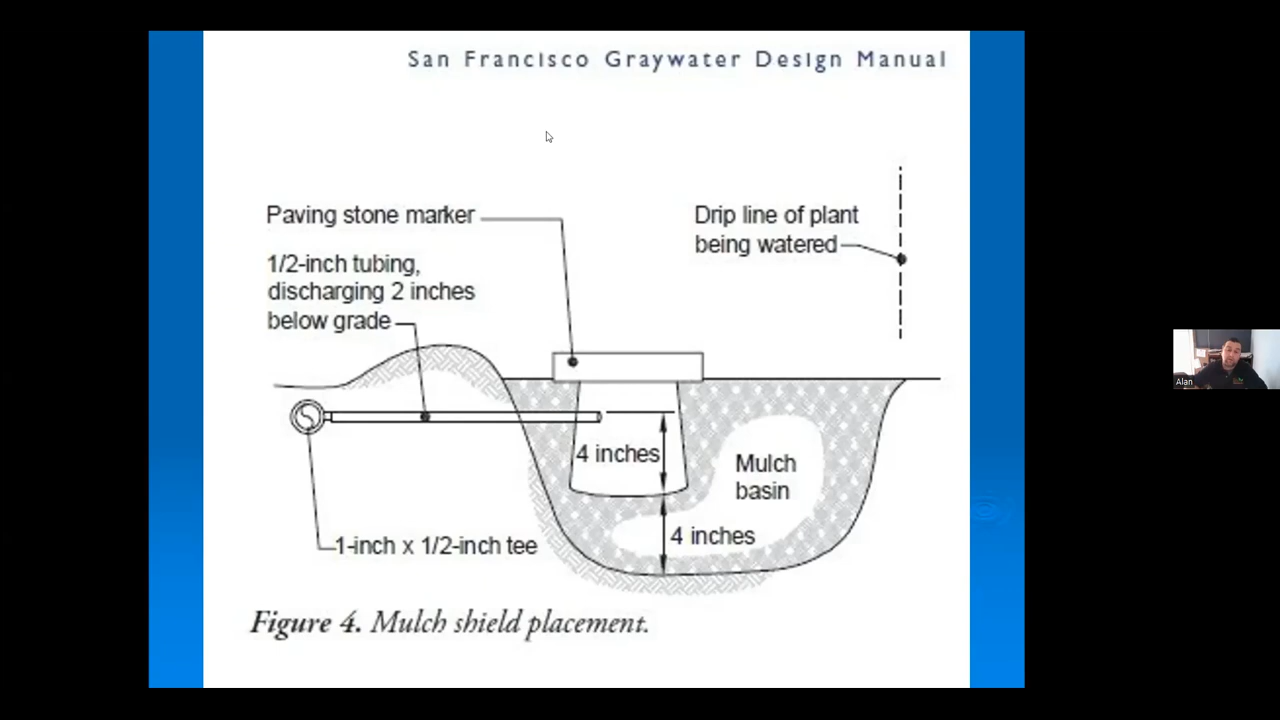 San Francisco Graywater Design Manual
Paving stone marker
Drip line of plant
being watered
1/2-inch tubing,
discharging 2 inches
below grade
4 inches
Mulch
basin
4 inches
1-inch x 1/2-inch tee
Figure 4. Mulch shield placement.
Alan